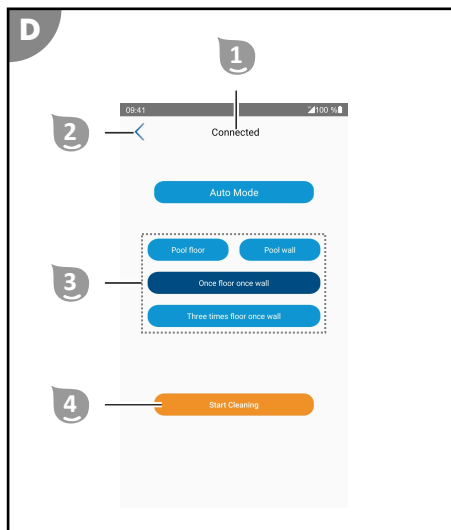 D
1
09:41 100 %
2 Connected
Auto Mode
Pool floor Pool wall
3 Once floor once wall
Three times floor once wall
4 Start Cleaning